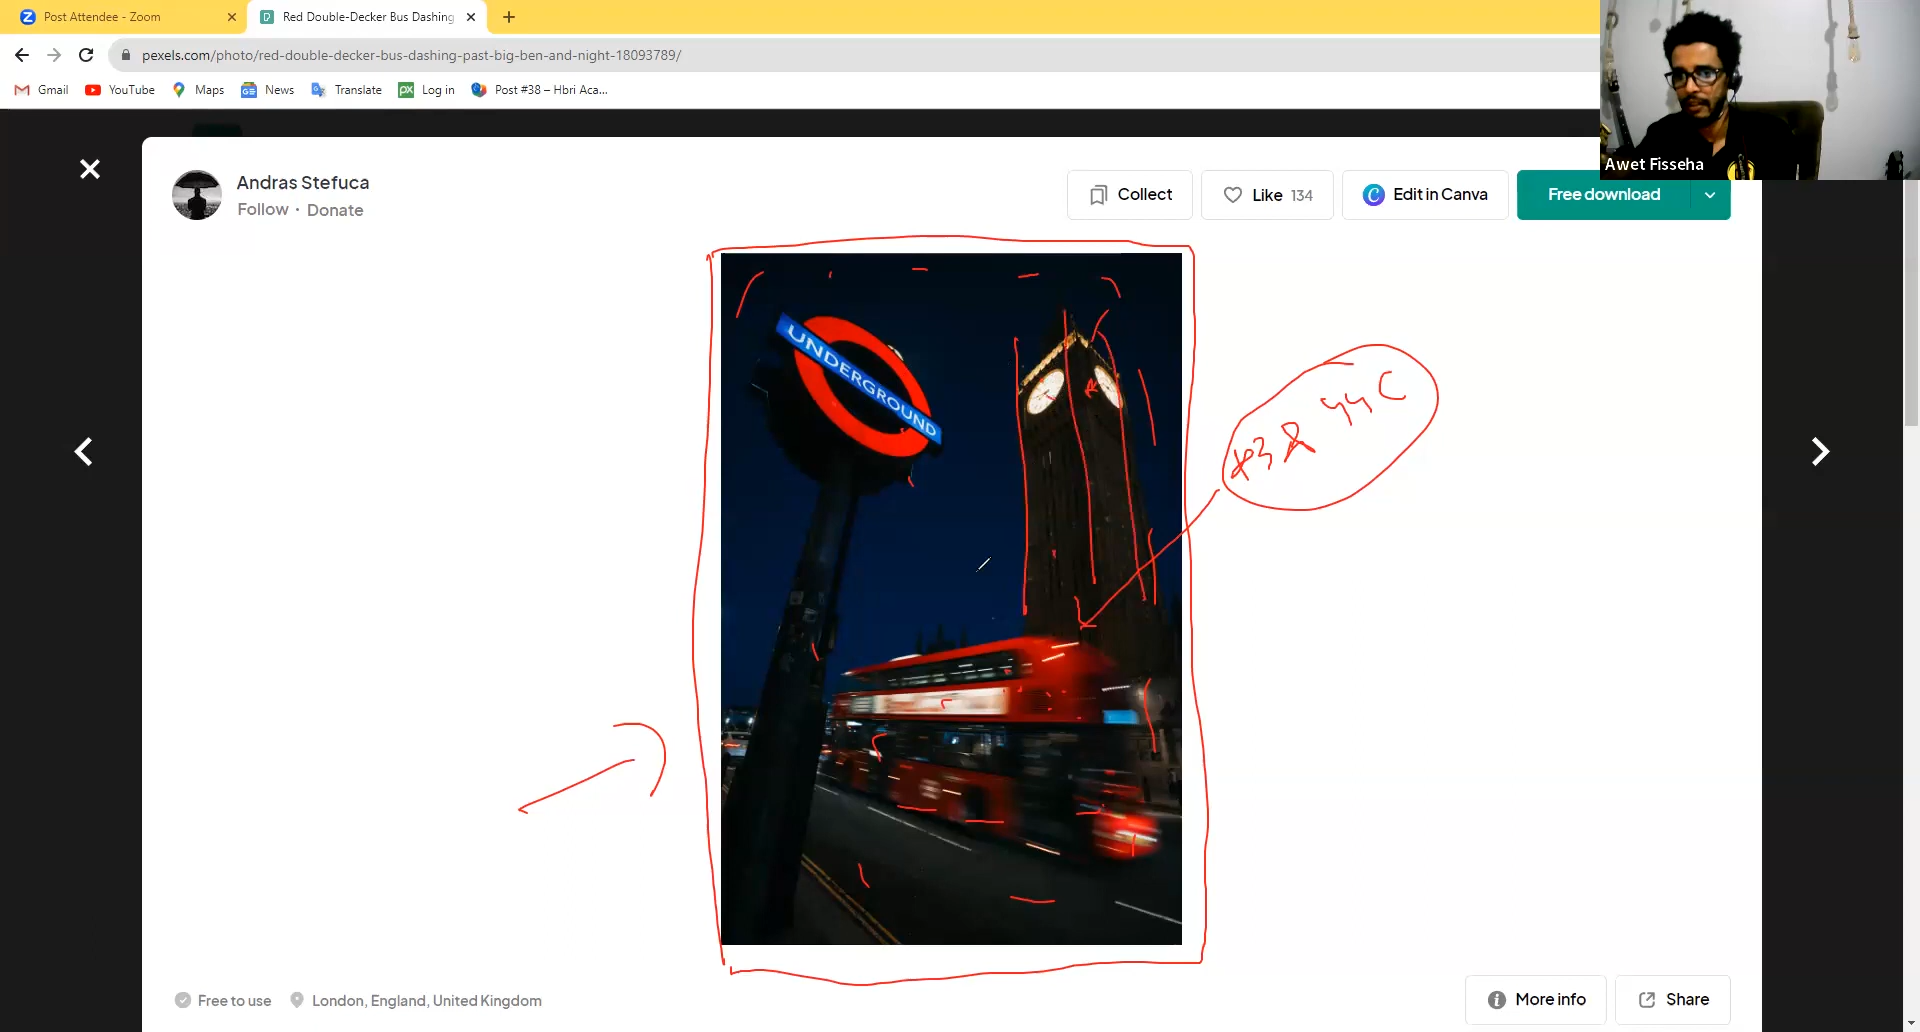 Post Attendee - Zoom
Red Double-Decker Bus Dashing
pexels.com/photo/red-double-decker-bus-dashing-past-big-ben-and-night-18093789/
Gmail
YouTube
Maps
News
Translate
Log in
Post #38 – Hbri Aca...
Awet Fisseha
Andras Stefuca
Follow • Donate
Collect
Like 134
Edit in Canva
Free download
UNDERGROUND
Free to use
London, England, United Kingdom
More info
Share